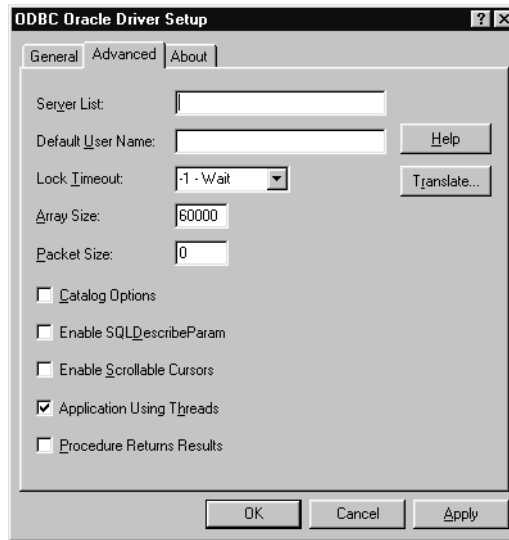 ODBC Oracle Driver Setup
General Advanced About
Server List:
Default User Name:
Help
Lock Timeout: -1 - Wait
Translate...
Array Size: 60000
Packet Size: 0
Catalog Options
Enable SQLDescribeParam
Enable Scrollable Cursors
Application Using Threads
Procedure Returns Results
OK Cancel Apply